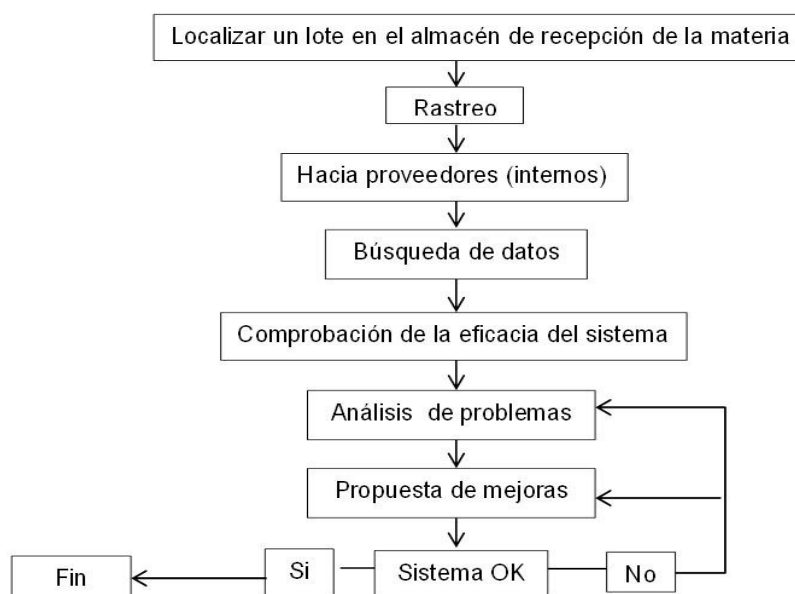 Localizar un lote en el almacén de recepción de la materia
Rastreo
Hacia proveedores (internos)
Búsqueda de datos
Comprobación de la eficacia del sistema
Análisis de problemas
Propuesta de mejoras
Fin
Si
Sistema OK
No